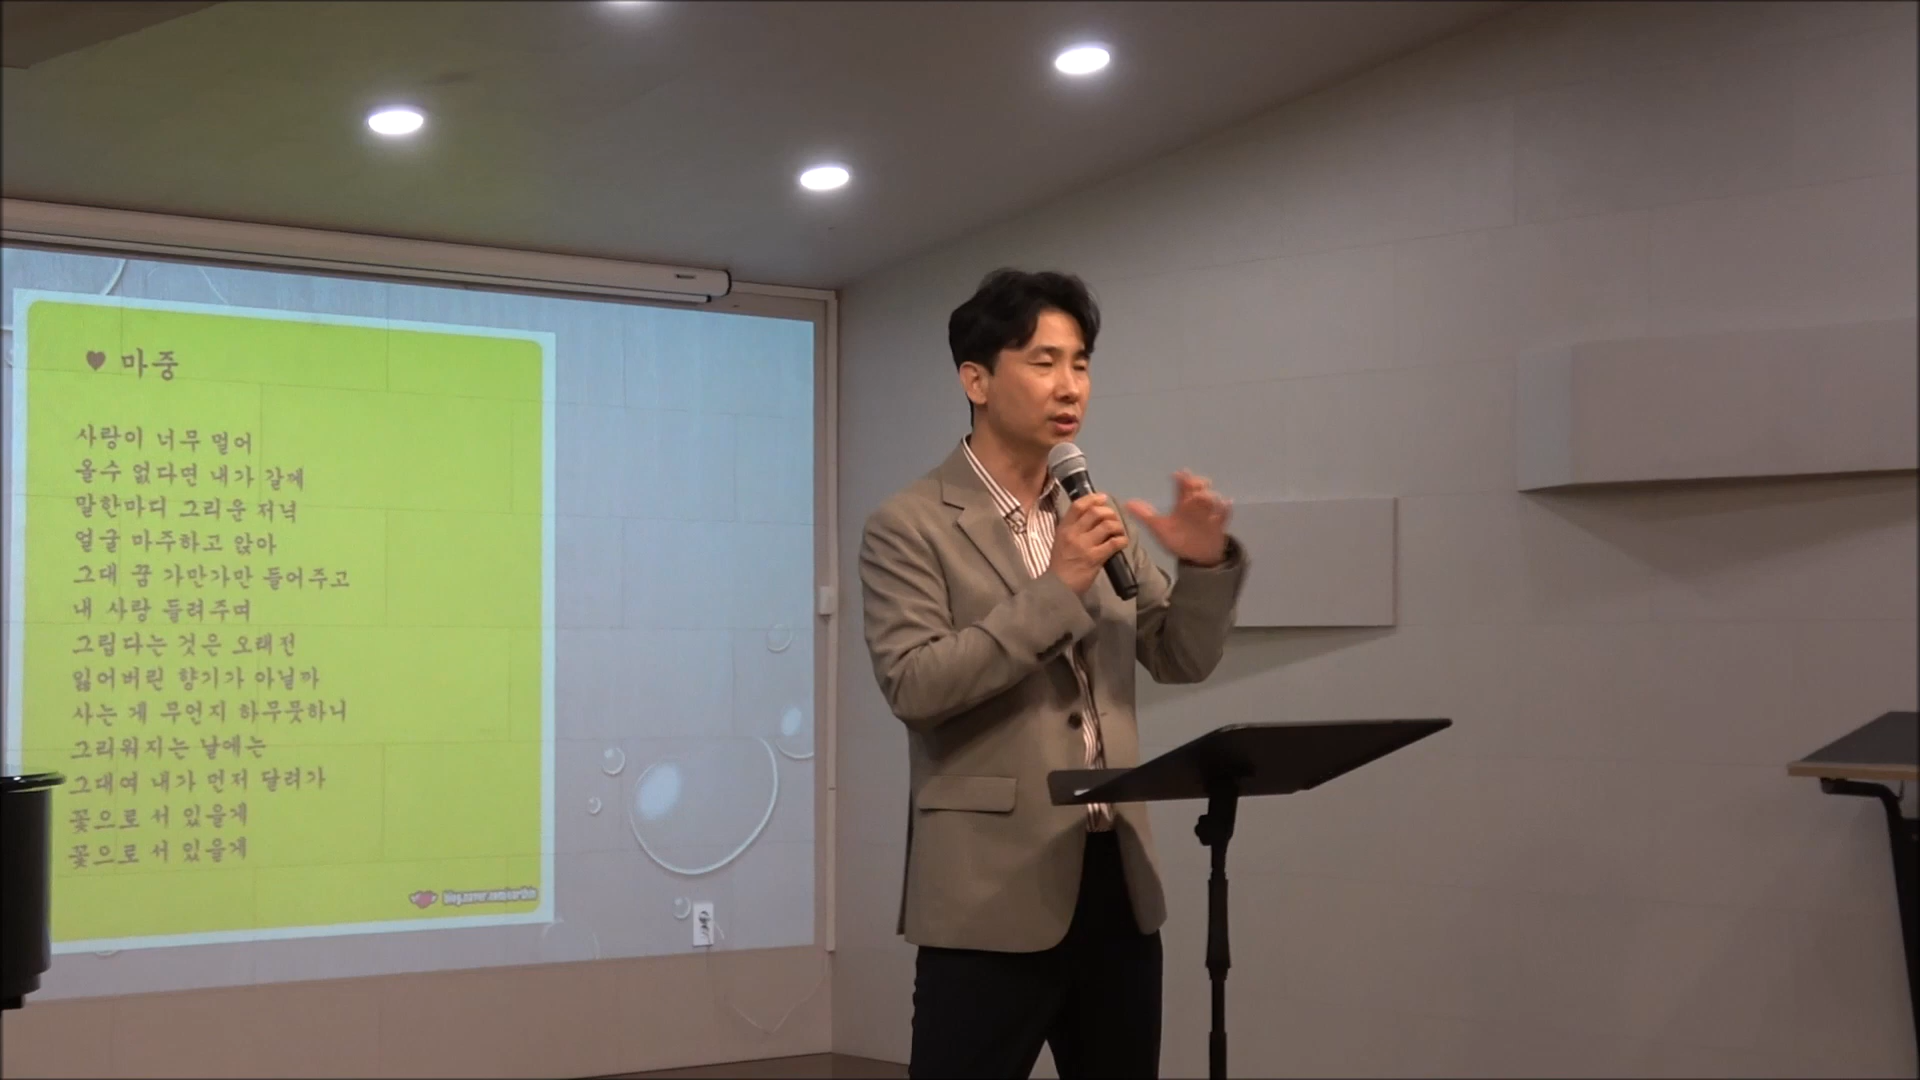 ♥ 마중
사랑이 너무 멀어
올수 없다면 내가 갈께
말한마디 그리운 저녁
얼굴 마주하고 앉아
그대 꿈 가만가만 들어주고
내 사랑 들려주며
그립다는 것은 오래전
잃어버린 향기가 아닐까
사는 게 무언지 하무뭇하니
그리워지는 날에는
그대여 내가 먼저 달려가
꽃으로 서 있을게
꽃으로 서 있을게